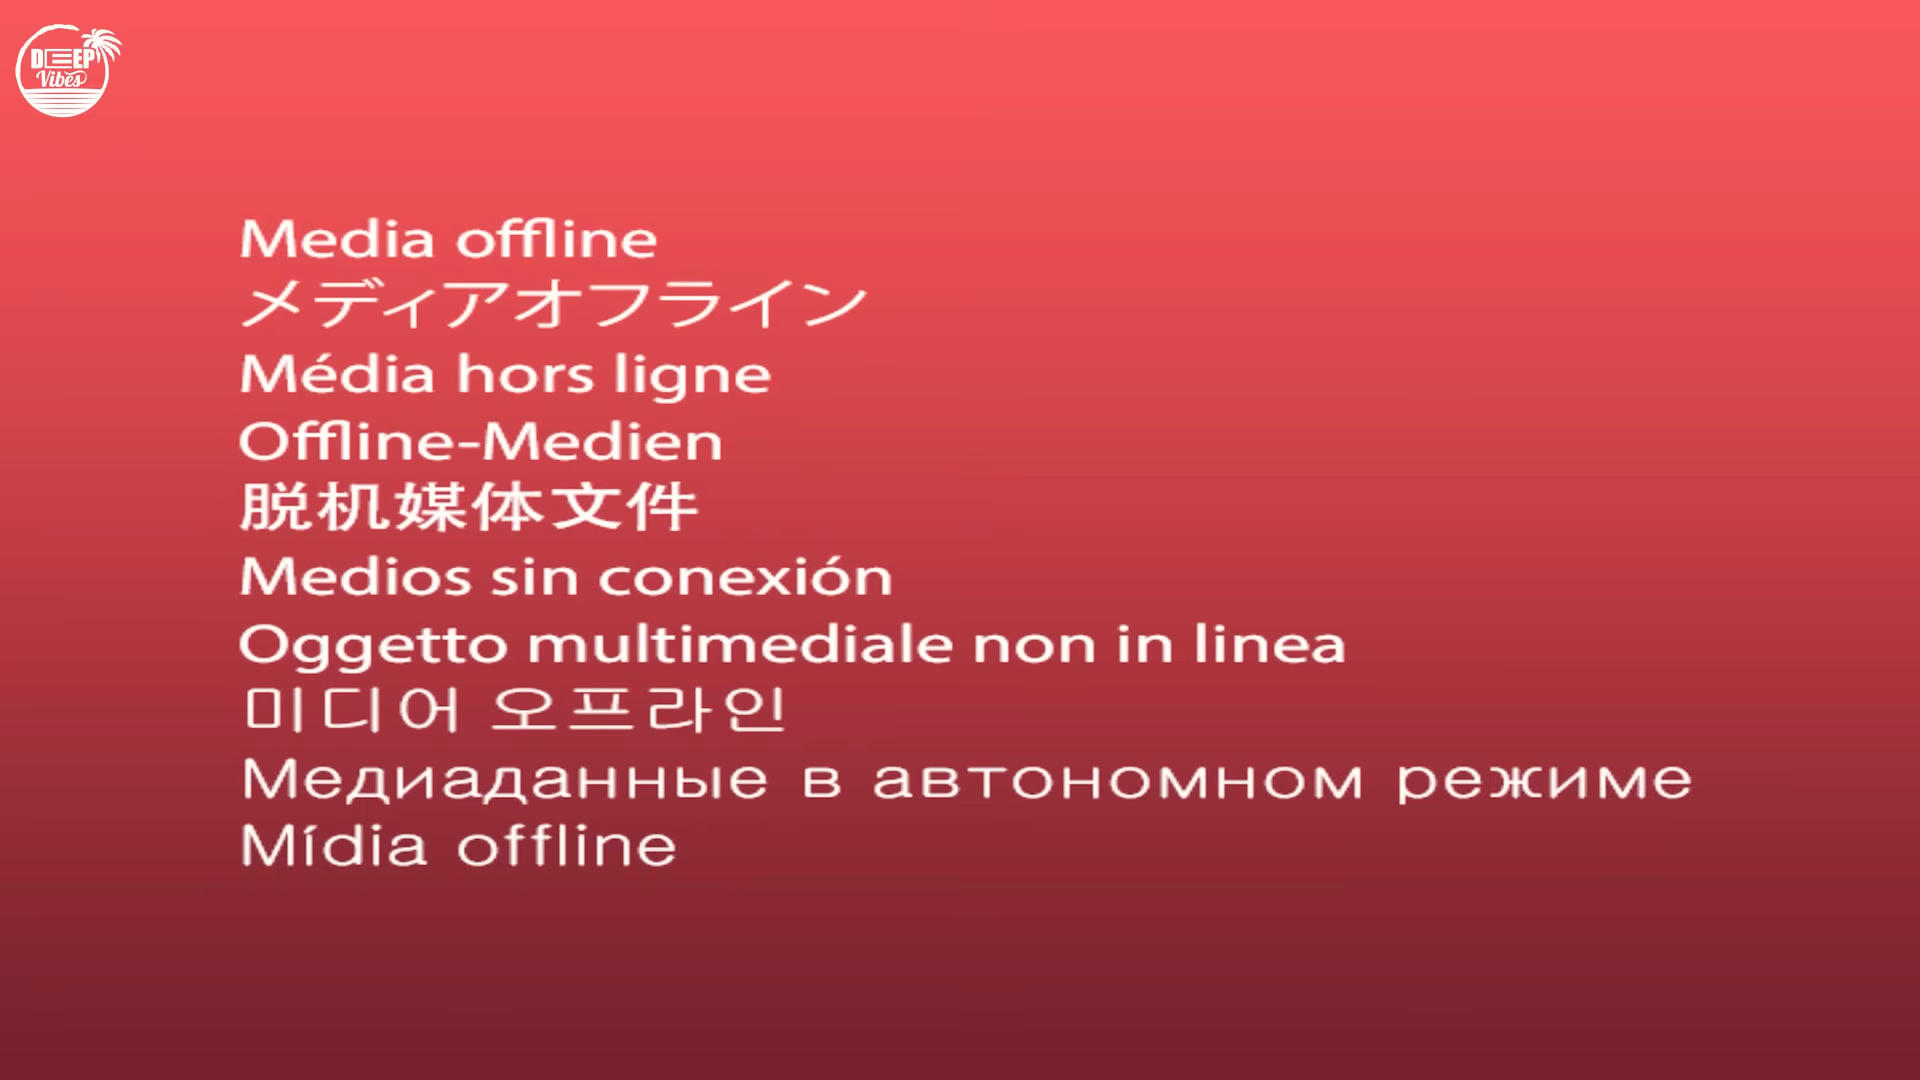 DEEP
Vibes
Media offline
メディアオフライン
Média hors ligne
Offline-Medien
脱机媒体文件
Medios sin conexión
Oggetto multimediale non in linea
미디어 오프라인
Медиаданные в автономном режиме
Mídia offline